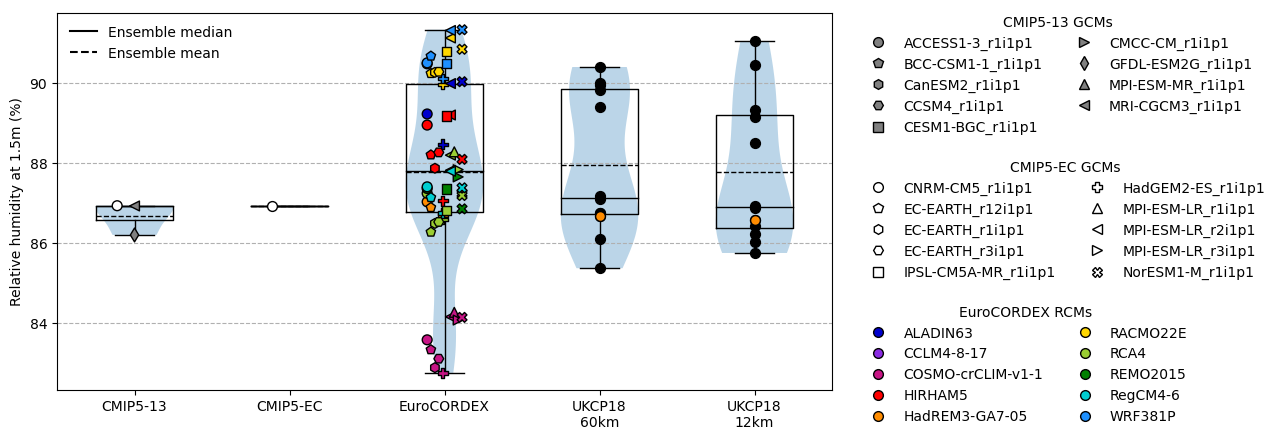 Ensemble median
Ensemble mean
Relative humidity at 1.5m (%)
90
88
86
84
CMIP5-13
CMIP5-EC
EuroCORDEX
UKCP18
60km
UKCP18
12km
CMIP5-13 GCMs
ACCESS1-3_r1i1p1
BCC-CSM1-1_r1i1p1
CanESM2_r1i1p1
CCSM4_r1i1p1
CESM1-BGC_r1i1p1
CMCC-CM_r1i1p1
GFDL-ESM2G_r1i1p1
MPI-ESM-MR_r1i1p1
MRI-CGCM3_r1i1p1
CMIP5-EC GCMs
CNRM-CM5_r1i1p1
EC-EARTH_r12i1p1
EC-EARTH_r1i1p1
EC-EARTH_r3i1p1
IPSL-CM5A-MR_r1i1p1
HadGEM2-ES_r1i1p1
MPI-ESM-LR_r1i1p1
MPI-ESM-LR_r2i1p1
MPI-ESM-LR_r3i1p1
NorESM1-M_r1i1p1
EuroCORDEX RCMs
ALADIN63
CCLM4-8-17
COSMO-crCLIM-v1-1
HIRHAM5
HadREM3-GA7-05
RACMO22E
RCA4
REMO2015
RegCM4-6
WRF381P